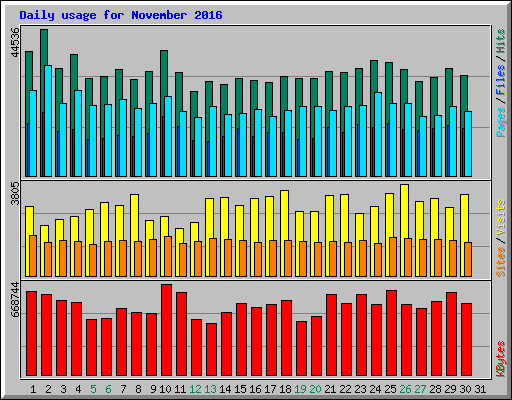 Daily usage for November 2016
44536
Pages / Files / Hits
3805
Sites / Visits
668744
KBytes
1 2 3 4 5 6 7 8 9 10 11 12 13 14 15 16 17 18 19 20 21 22 23 24 25 26 27 28 29 30 31